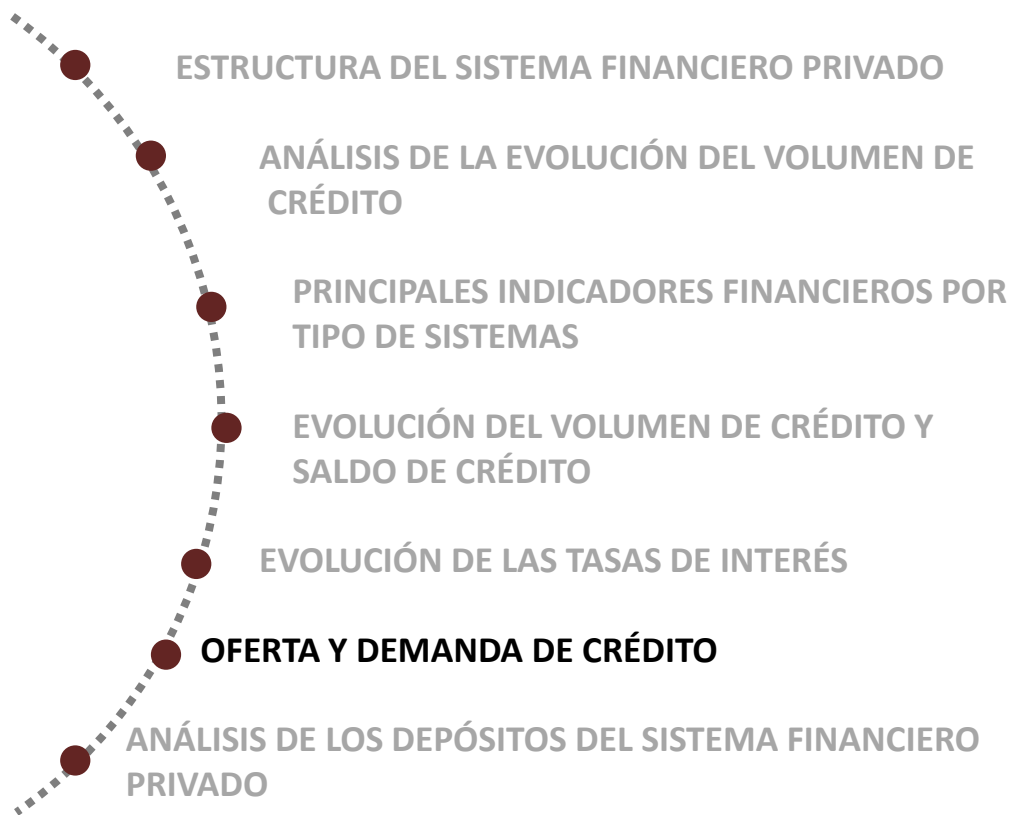 ESTRUCTURA DEL SISTEMA FINANCIERO PRIVADO
ANÁLISIS DE LA EVOLUCIÓN DEL VOLUMEN DE
CRÉDITO
PRINCIPALES INDICADORES FINANCIEROS POR
TIPO DE SISTEMAS
EVOLUCIÓN DEL VOLUMEN DE CRÉDITO Y
SALDO DE CRÉDITO
EVOLUCIÓN DE LAS TASAS DE INTERÉS
OFERTA Y DEMANDA DE CRÉDITO
ANÁLISIS DE LOS DEPÓSITOS DEL SISTEMA FINANCIERO
PRIVADO